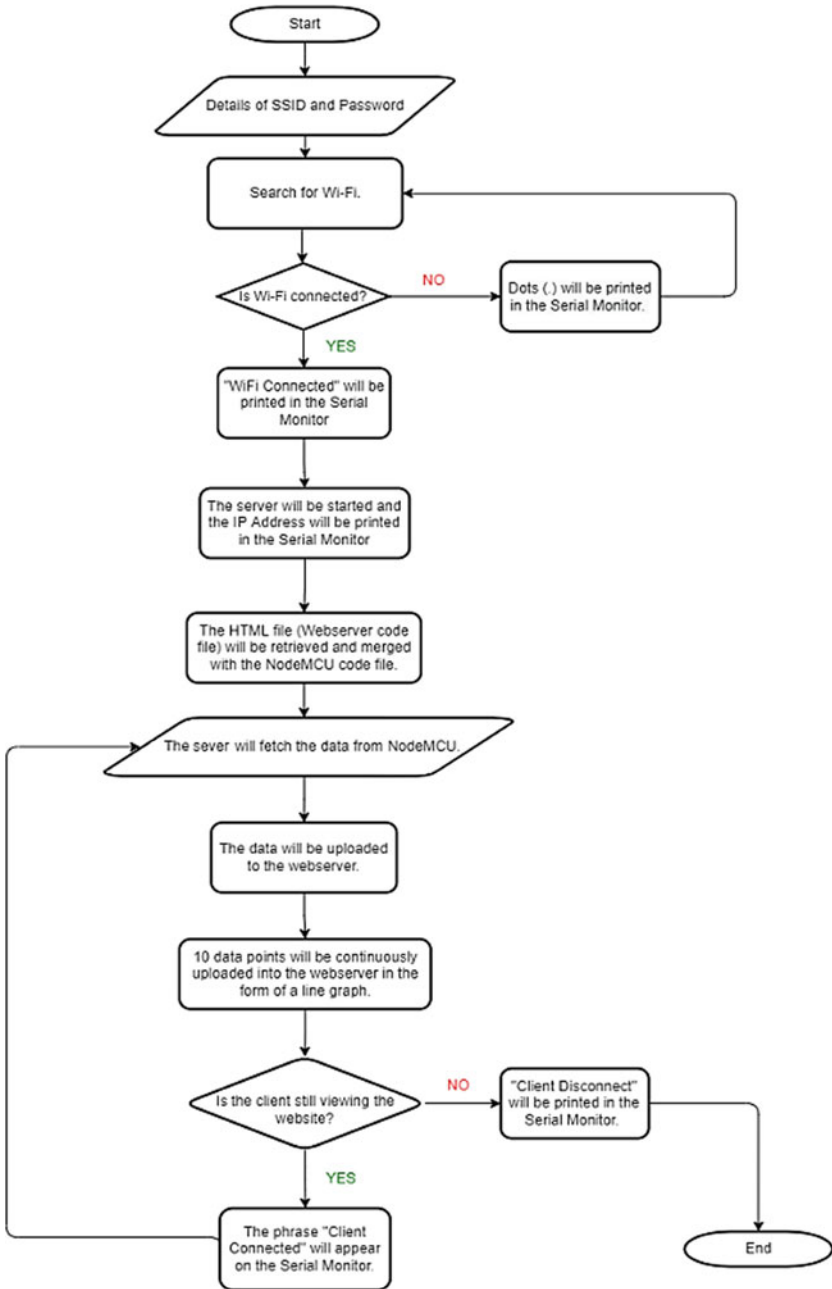 Start
Details of SSID and Password
Search for Wi-Fi.
Is Wi-Fi connected?
NO
Dots (.) will be printed
in the Serial Monitor.
YES
"WiFi Connected" will be
printed in the Serial
Monitor
The server will be started and
the IP Address will be printed
in the Serial Monitor
The HTML file (Webserver code
file) will be retrieved and merged
with the NodeMCU code file.
The sever will fetch the data from NodeMCU.
The data will be uploaded
to the webserver.
10 data points will be continuously
uploaded into the webserver in the
form of a line graph.
Is the client still viewing the
website?
NO
"Client Disconnect"
will be printed in the
Serial Monitor.
YES
The phrase "Client
Connected" will appear
on the Serial Monitor.
End